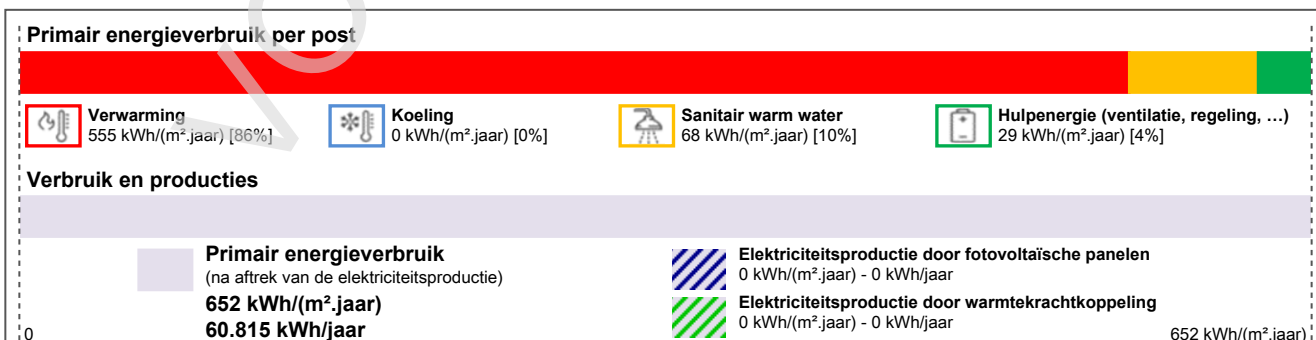 Primair energieverbruik per post
Verwarming
555 kWh/(m².jaar) [86%]
Koeling
0 kWh/(m².jaar) [0%]
Sanitair warm water
68 kWh/(m².jaar) [10%]
Hulpenergie (ventilatie, regeling, …)
29 kWh/(m².jaar) [4%]
Verbruik en producties
Primair energieverbruik
(na aftrek van de elektriciteitsproductie)
652 kWh/(m².jaar)
60.815 kWh/jaar
Elektriciteitsproductie door fotovoltaïsche panelen
0 kWh/(m².jaar) - 0 kWh/jaar
Elektriciteitsproductie door warmtekrachtkoppeling
0 kWh/(m².jaar) - 0 kWh/jaar
0
652 kWh/(m².jaar)